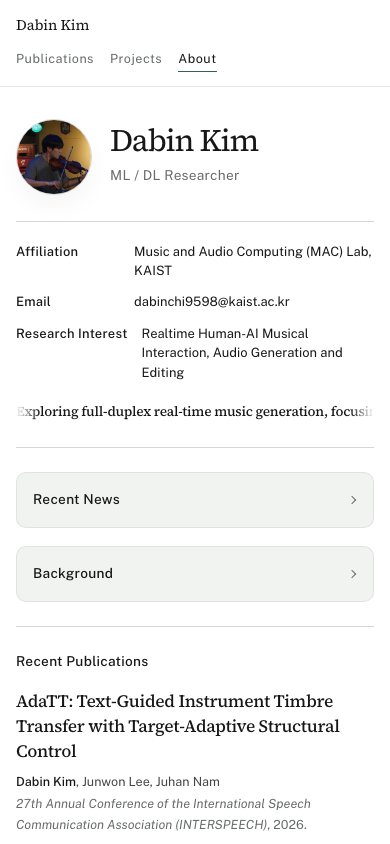 Dabin Kim
Publications Projects About
Dabin Kim
ML / DL Researcher
Affiliation Music and Audio Computing (MAC) Lab,
KAIST
Email dabinchi9598@kaist.ac.kr
Research Interest Realtime Human-AI Musical
Interaction, Audio Generation and
Editing
Exploring full-duplex real-time music generation, focusin
Recent News
Background
Recent Publications
AdaTT: Text-Guided Instrument Timbre
Transfer with Target-Adaptive Structural
Control
Dabin Kim, Junwon Lee, Juhan Nam
27th Annual Conference of the International Speech
Communication Association (INTERSPEECH), 2026.